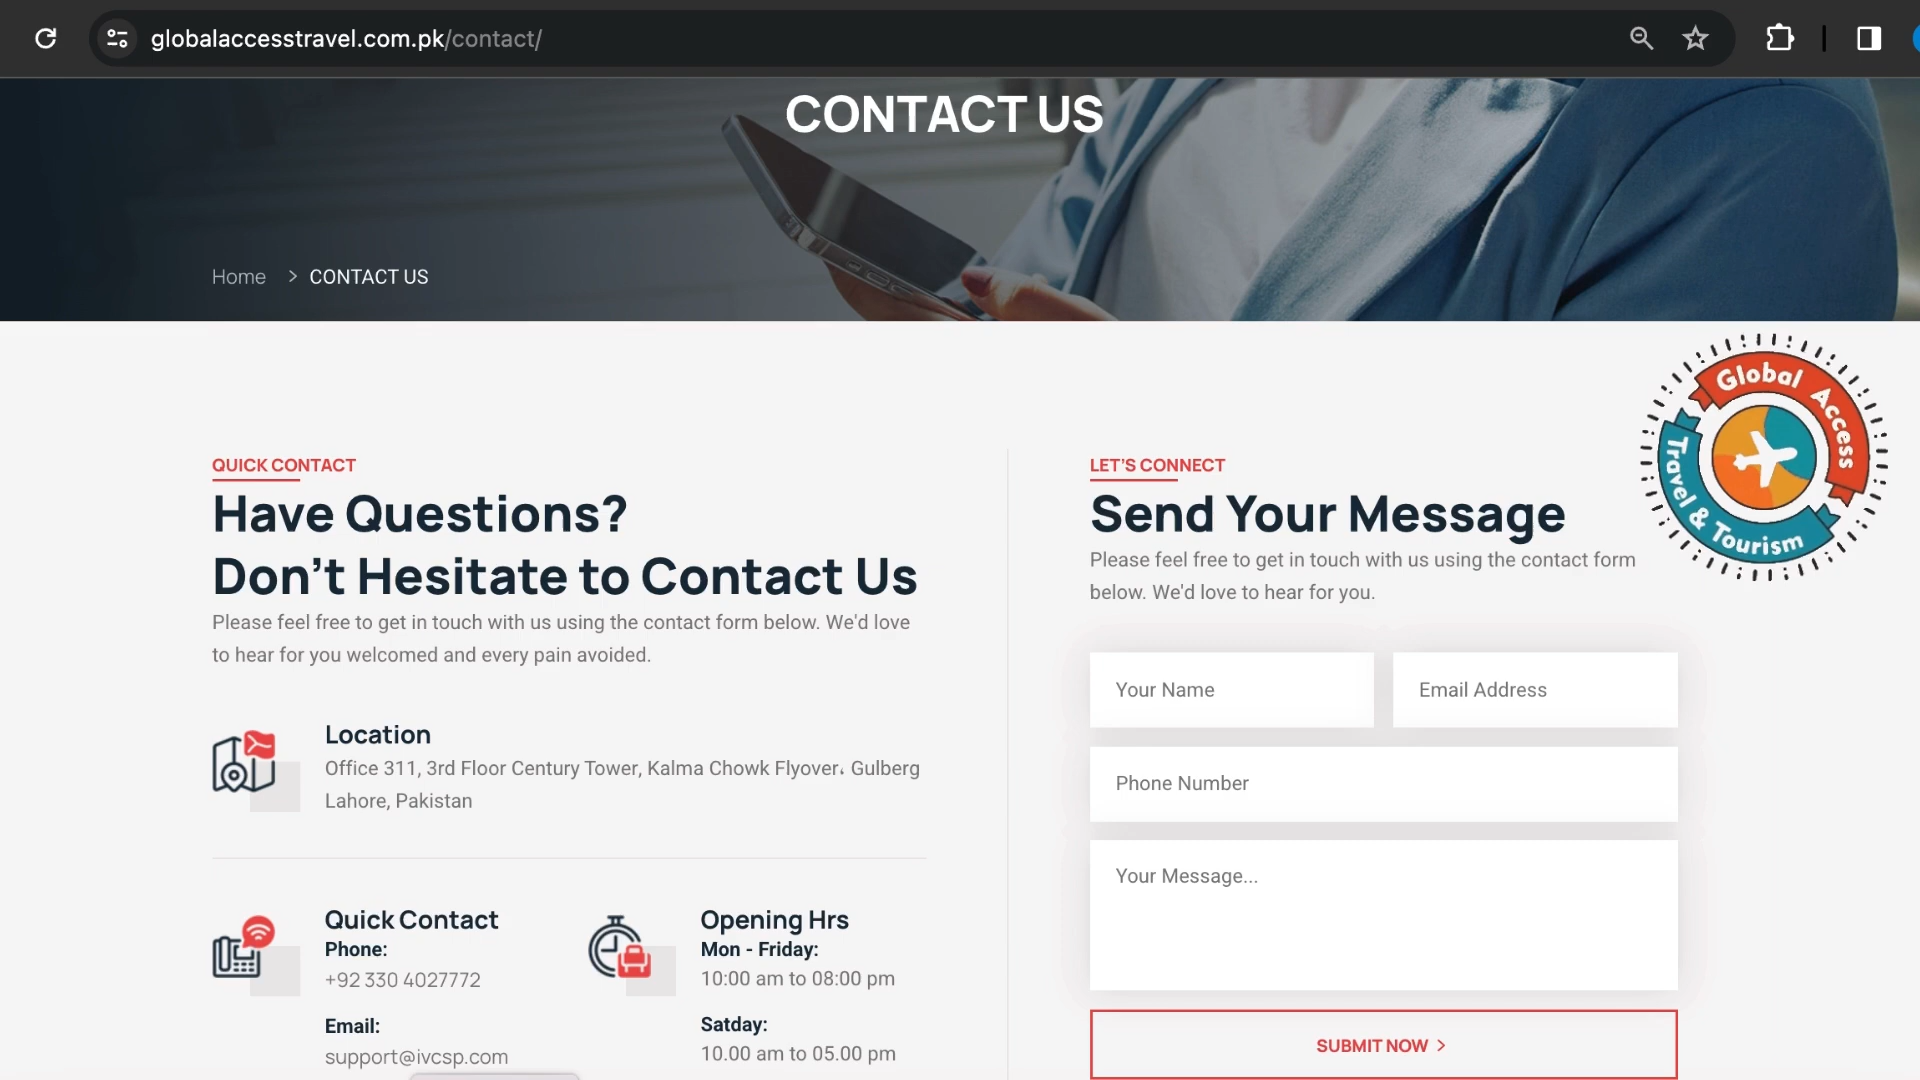 globalaccesstravel.com.pk/contact/
CONTACT US
Home > CONTACT US
Global Access
Travel & Tourism
QUICK CONTACT
Have Questions?
Don't Hesitate to Contact Us
Please feel free to get in touch with us using the contact form below. We'd love
to hear for you welcomed and every pain avoided.
Location
Office 311, 3rd Floor Century Tower, Kalma Chowk Flyover، Gulberg
Lahore, Pakistan
Quick Contact
Phone:
+92 330 4027772
Email:
support@ivcsp.com
Opening Hrs
Mon - Friday:
10:00 am to 08:00 pm
Satday:
10.00 am to 05.00 pm
LET'S CONNECT
Send Your Message
Please feel free to get in touch with us using the contact form
below. We'd love to hear for you.
Your Name
Email Address
Phone Number
Your Message...
SUBMIT NOW >